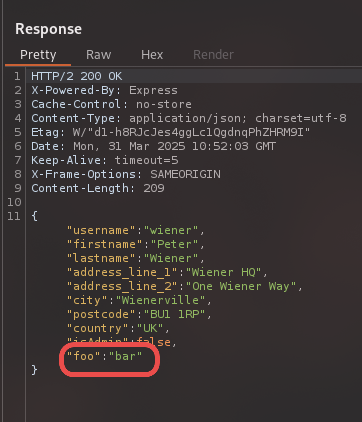 Response
Pretty Raw Hex Render
1 HTTP/2 200 OK
2 X-Powered-By: Express
3 Cache-Control: no-store
4 Content-Type: application/json; charset=utf-8
5 Etag: W/"d1-h8RJcJes4ggLc1QgdnqPhZHRM9I"
6 Date: Mon, 31 Mar 2025 10:52:03 GMT
7 Keep-Alive: timeout=5
8 X-Frame-Options: SAMEORIGIN
9 Content-Length: 209
10
11 {
"username":"wiener",
"firstname":"Peter",
"lastname":"Wiener",
"address_line_1":"Wiener HQ",
"address_line_2":"One Wiener Way",
"city":"Wienerville",
"postcode":"BU1 1RP",
"country":"UK",
"isAdmin":false,
"foo":"bar"
}